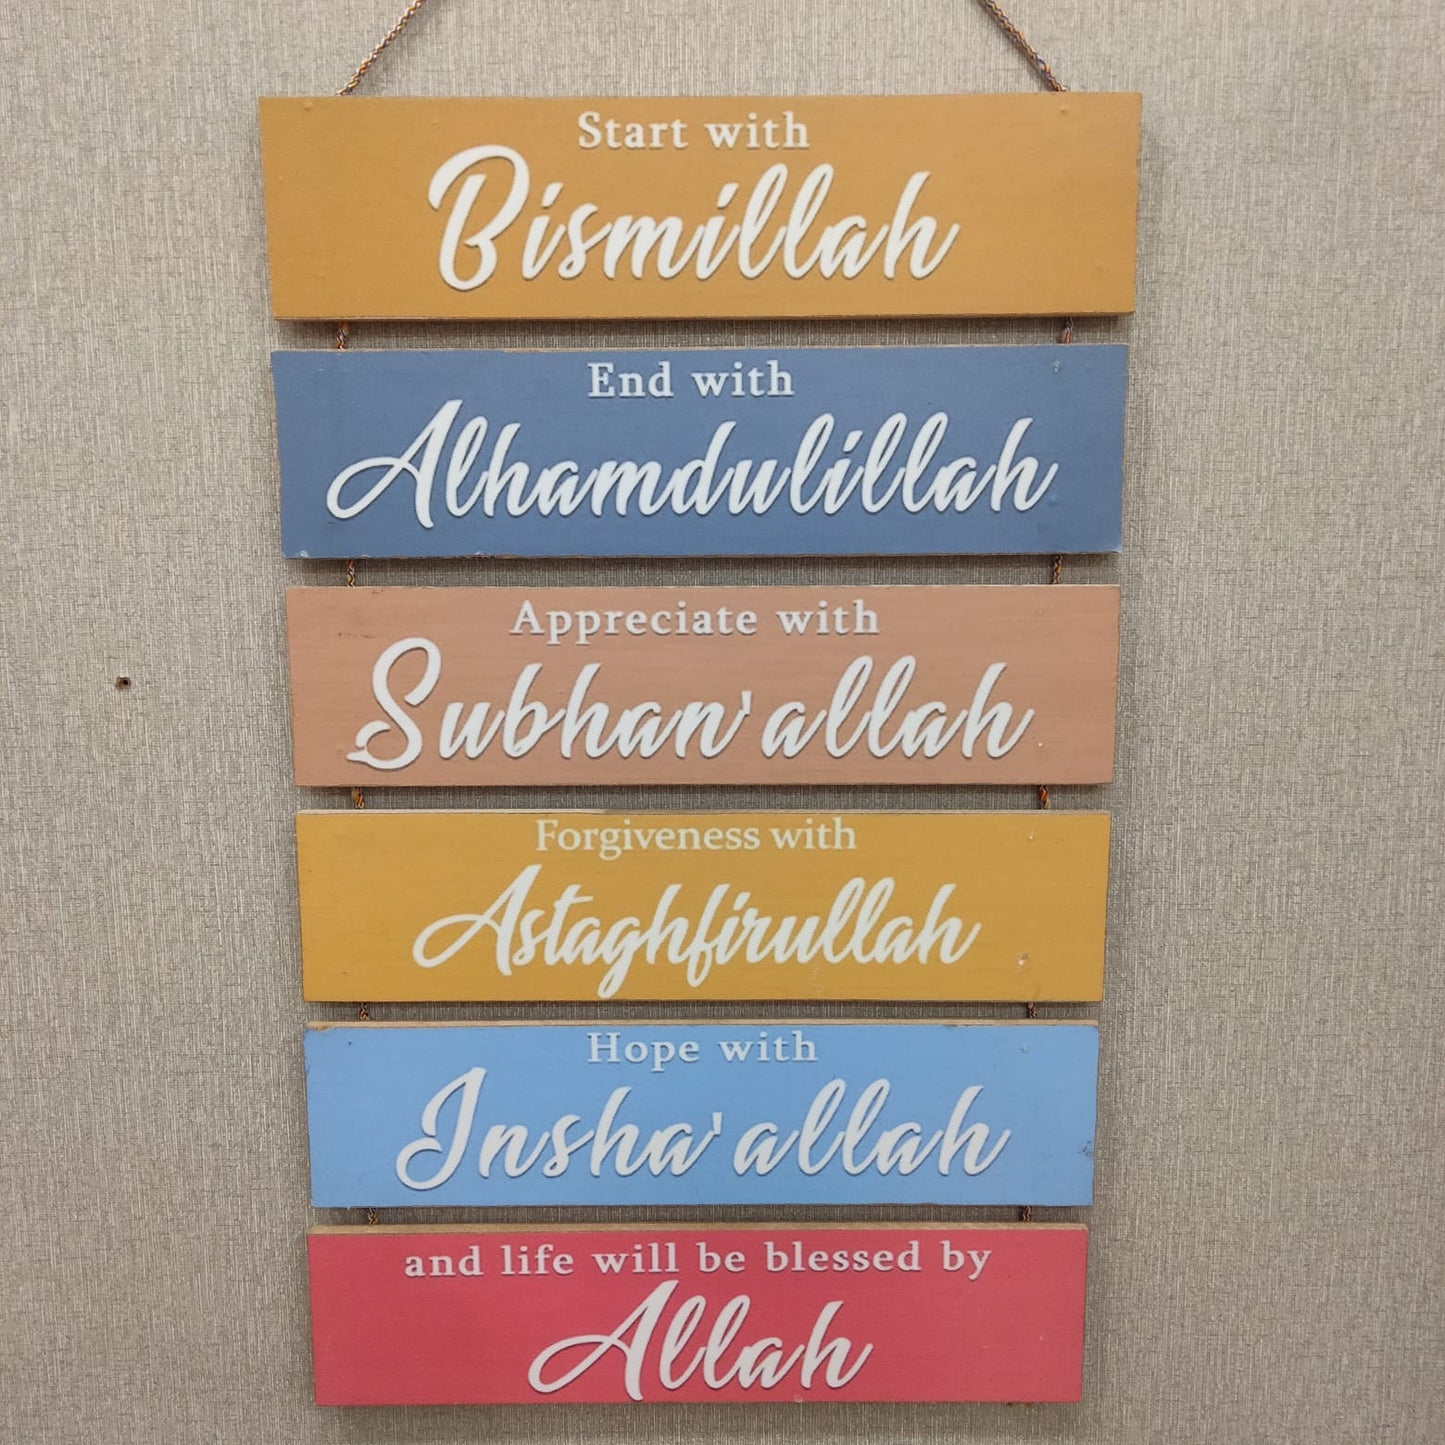 Start with
Bismillah
End with
Alhamdulillah
Appreciate with
Subhan'allah
Forgiveness with
Astaghfirullah
Hope with
Insha'allah
and life will be blessed by
Allah